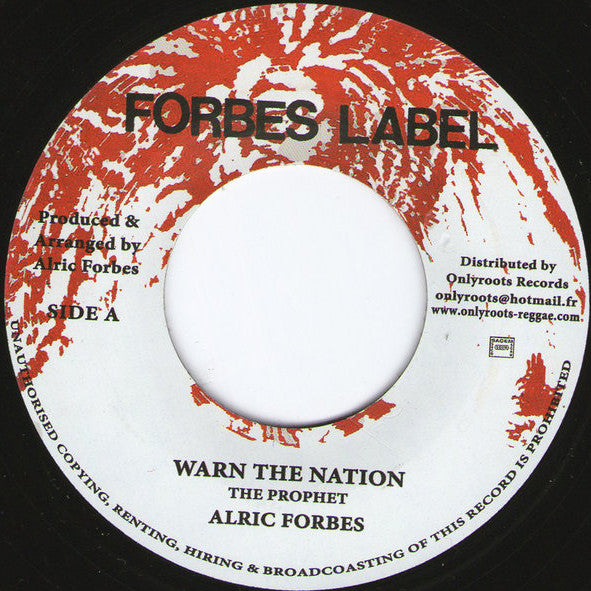 FORBES LABEL
Produced &
Arranged by
Alric Forbes
SIDE A
Distributed by
Onlyroots Records
onlyroots@hotmail.fr
www.onlyroots-reggae.com
WARN THE NATION
THE PROPHET
ALRIC FORBES
UNAUTHORISED COPYING, RENTING, HIRING & BROADCOASTING OF THIS RECORD IS PROHIBITED